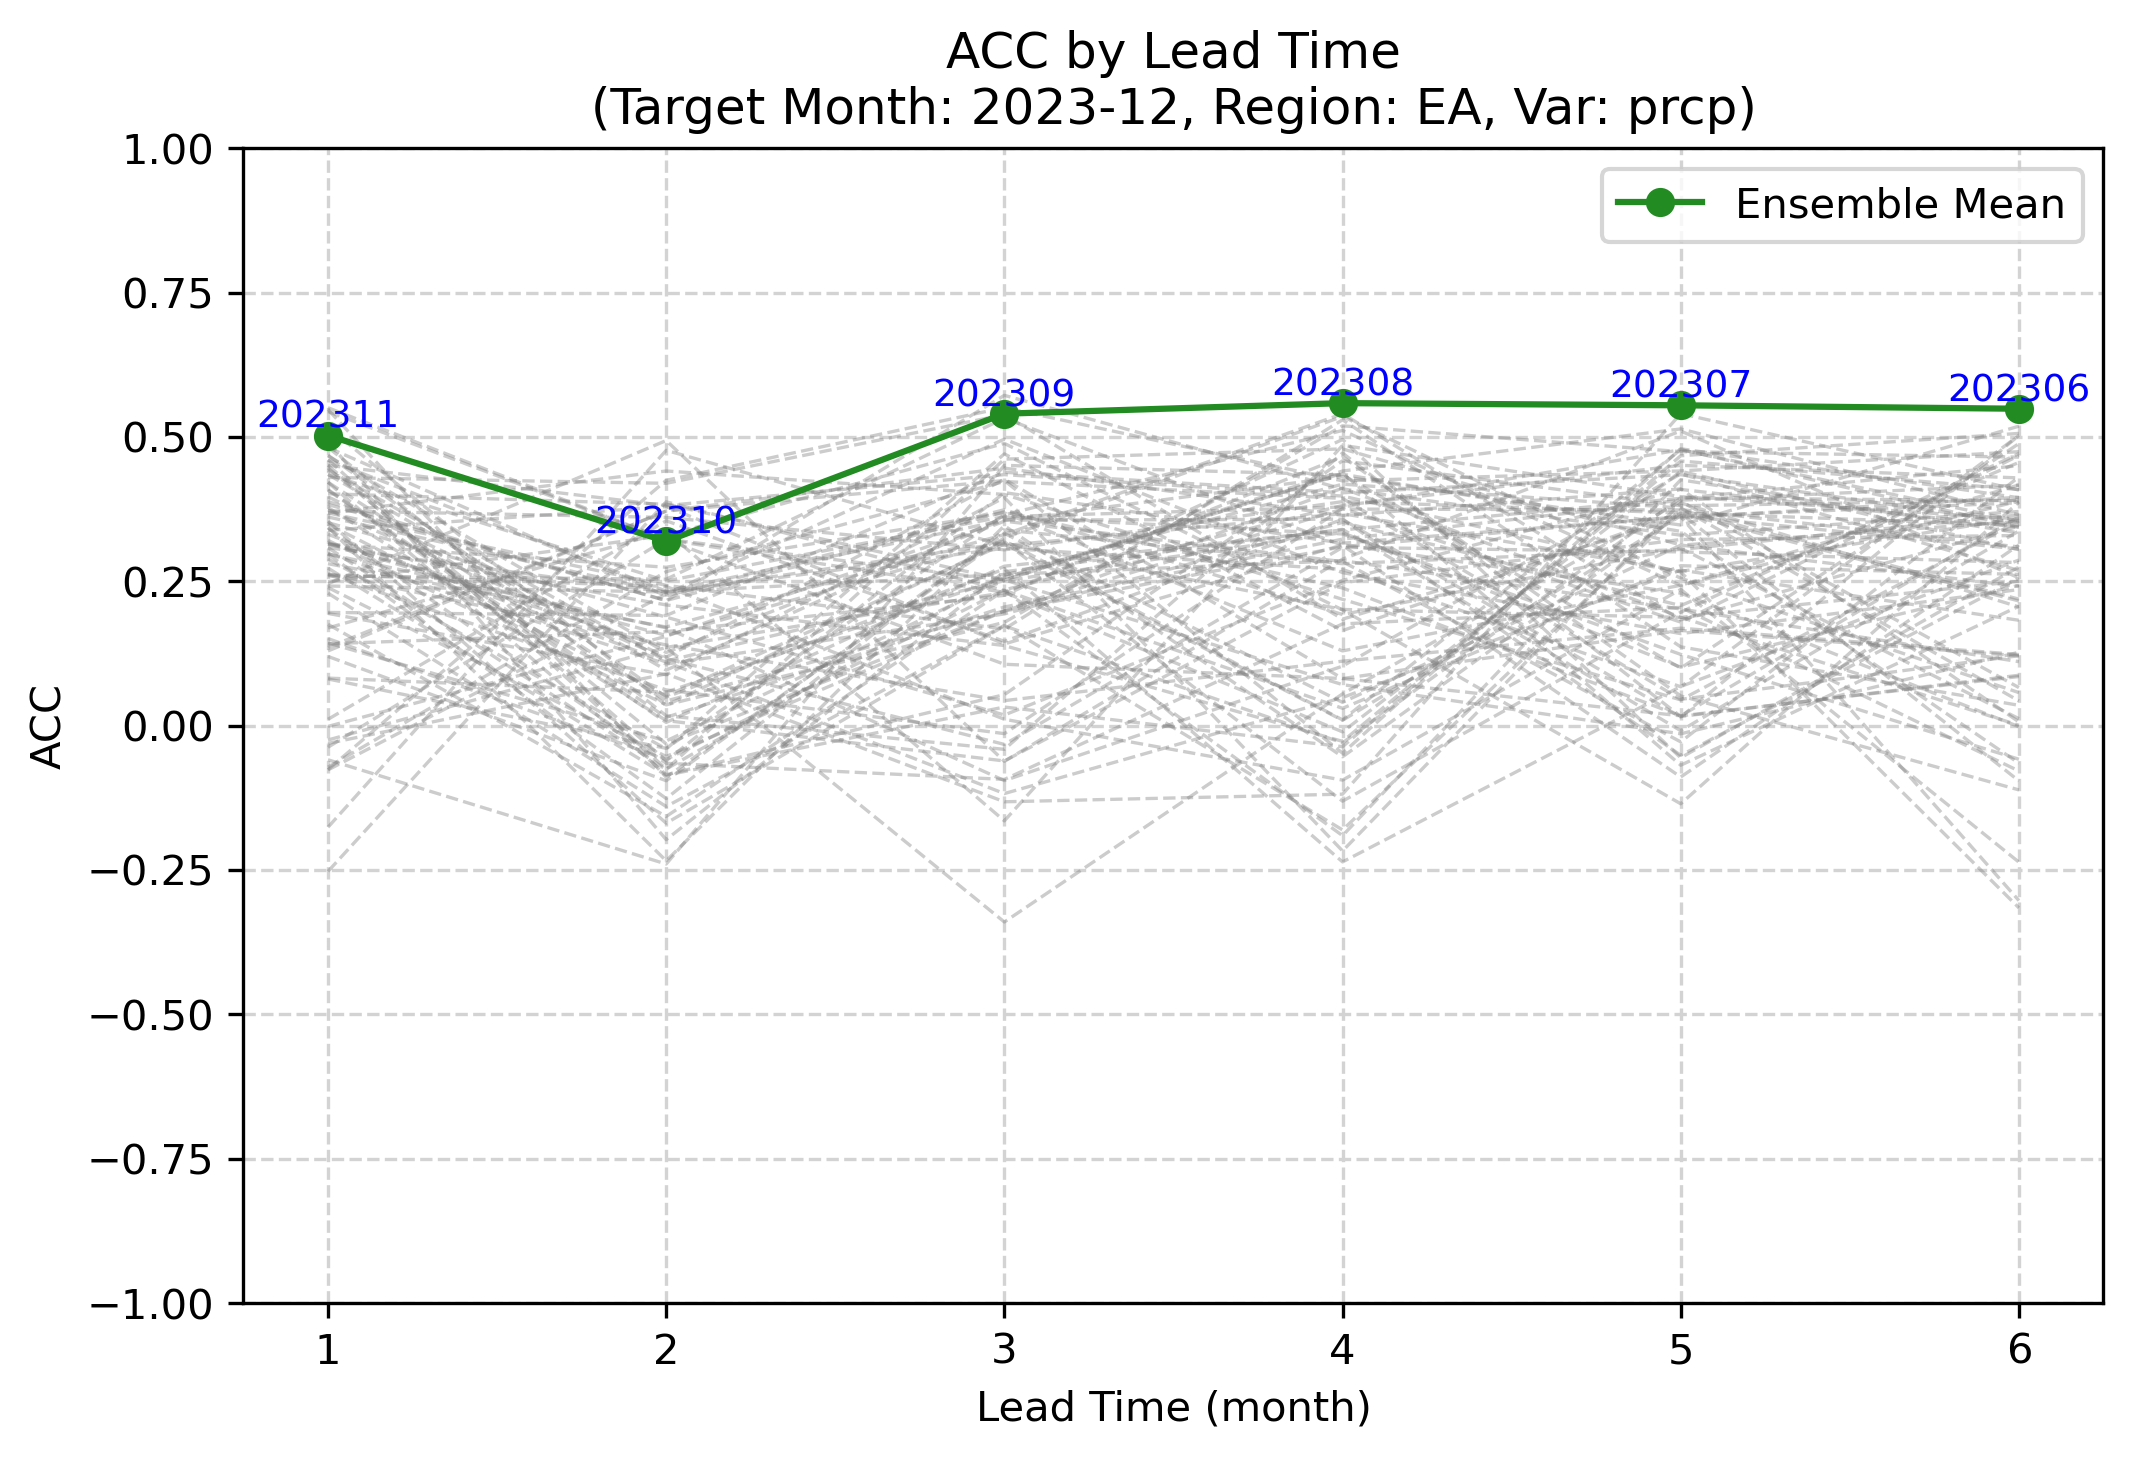 ACC by Lead Time
(Target Month: 2023-12, Region: EA, Var: prcp)
Ensemble Mean
1.00
0.75
0.50
0.25
0.00
−0.25
−0.50
−0.75
−1.00
ACC
202311
202310
202309
202308
202307
202306
1 2 3 4 5 6
Lead Time (month)